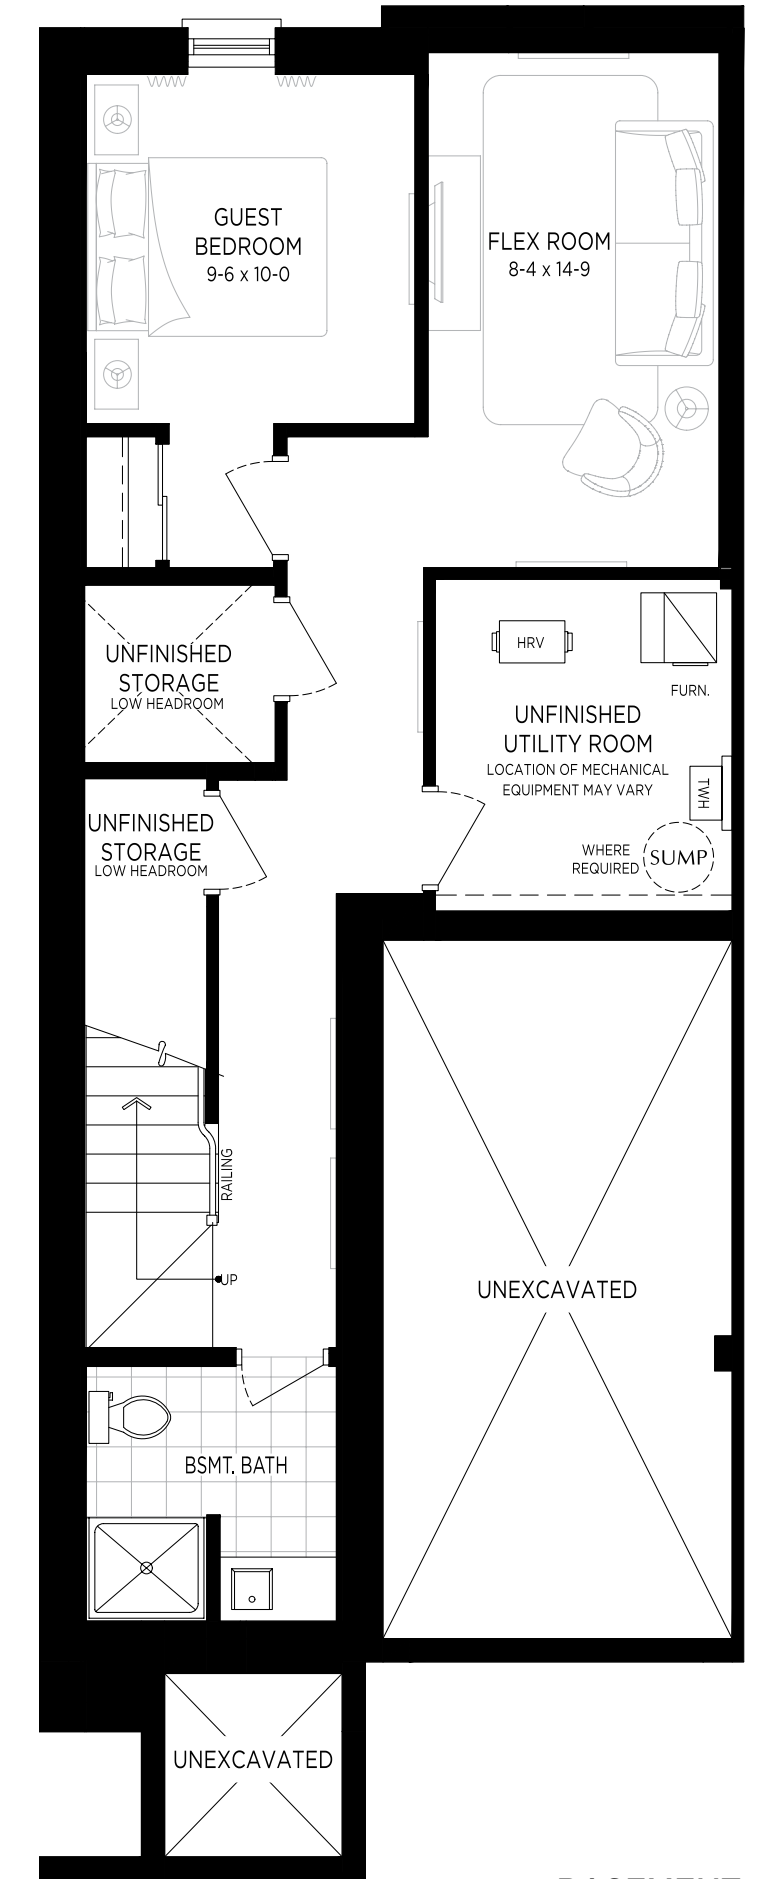 GUEST
BEDROOM
9-6 x 10-0
FLEX ROOM
8-4 x 14-9
UNFINISHED
STORAGE
LOW HEADROOM
HRV
FURN.
UNFINISHED
UTILITY ROOM
LOCATION OF MECHANICAL
EQUIPMENT MAY VARY
TWH
WHERE
REQUIRED
SUMP
UNFINISHED
STORAGE
LOW HEADROOM
RAILING
UP
UNEXCAVATED
BSMT. BATH
UNEXCAVATED